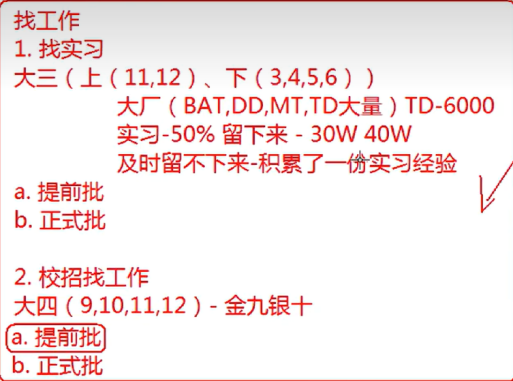 找工作
1. 找实习
大三（上（11,12）、下（3,4,5,6））
大厂（BAT,DD,MT,TD大量）TD-6000
实习-50% 留下来 - 30W 40W
及时留不下来-积累了一份实习经验
a. 提前批
b. 正式批
2. 校招找工作
大四（9,10,11,12）- 金九银十
a. 提前批
b. 正式批